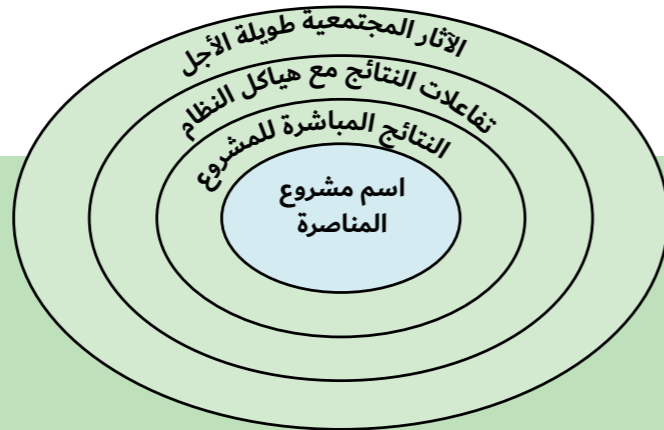 الآثار المجتمعية طويلة الأجل
تفاعلات النتائج مع هياكل النظام
النتائج المباشرة للمشروع
اسم مشروع
المناصرة